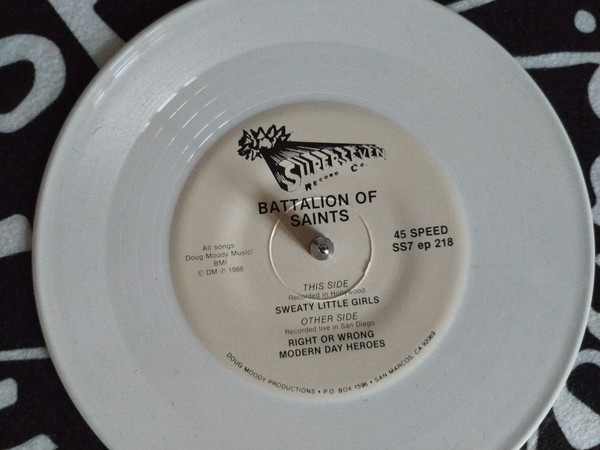 SUPERSEVEN
RECORD CO.
BATTALION OF
SAINTS
45 SPEED
SS7 ep 218
All songs
Doug Moody Music/
BMI
© DM ℗ 1988
THIS SIDE
Recorded in Hollywood
SWEATY LITTLE GIRLS
OTHER SIDE
Recorded live in San Diego
RIGHT OR WRONG
MODERN DAY HEROES
DOUG MOODY PRODUCTIONS • P.O. BOX 1596 • SAN MARCOS, CA 92069